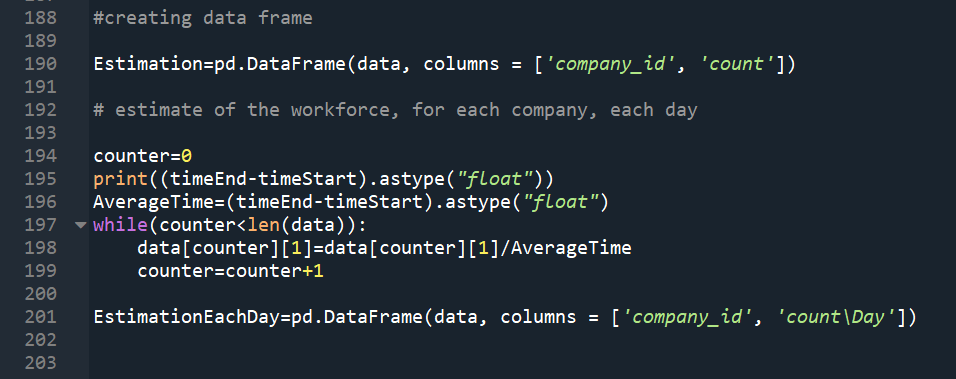 188 #creating data frame
189
190 Estimation=pd.DataFrame(data, columns = ['company_id', 'count'])
191
192 # estimate of the workforce, for each company, each day
193
194 counter=0
195 print((timeEnd-timeStart).astype("float"))
196 AverageTime=(timeEnd-timeStart).astype("float")
197 while(counter<len(data)):
198     data[counter][1]=data[counter][1]/AverageTime
199     counter=counter+1
200
201 EstimationEachDay=pd.DataFrame(data, columns = ['company_id', 'count\Day'])
202
203